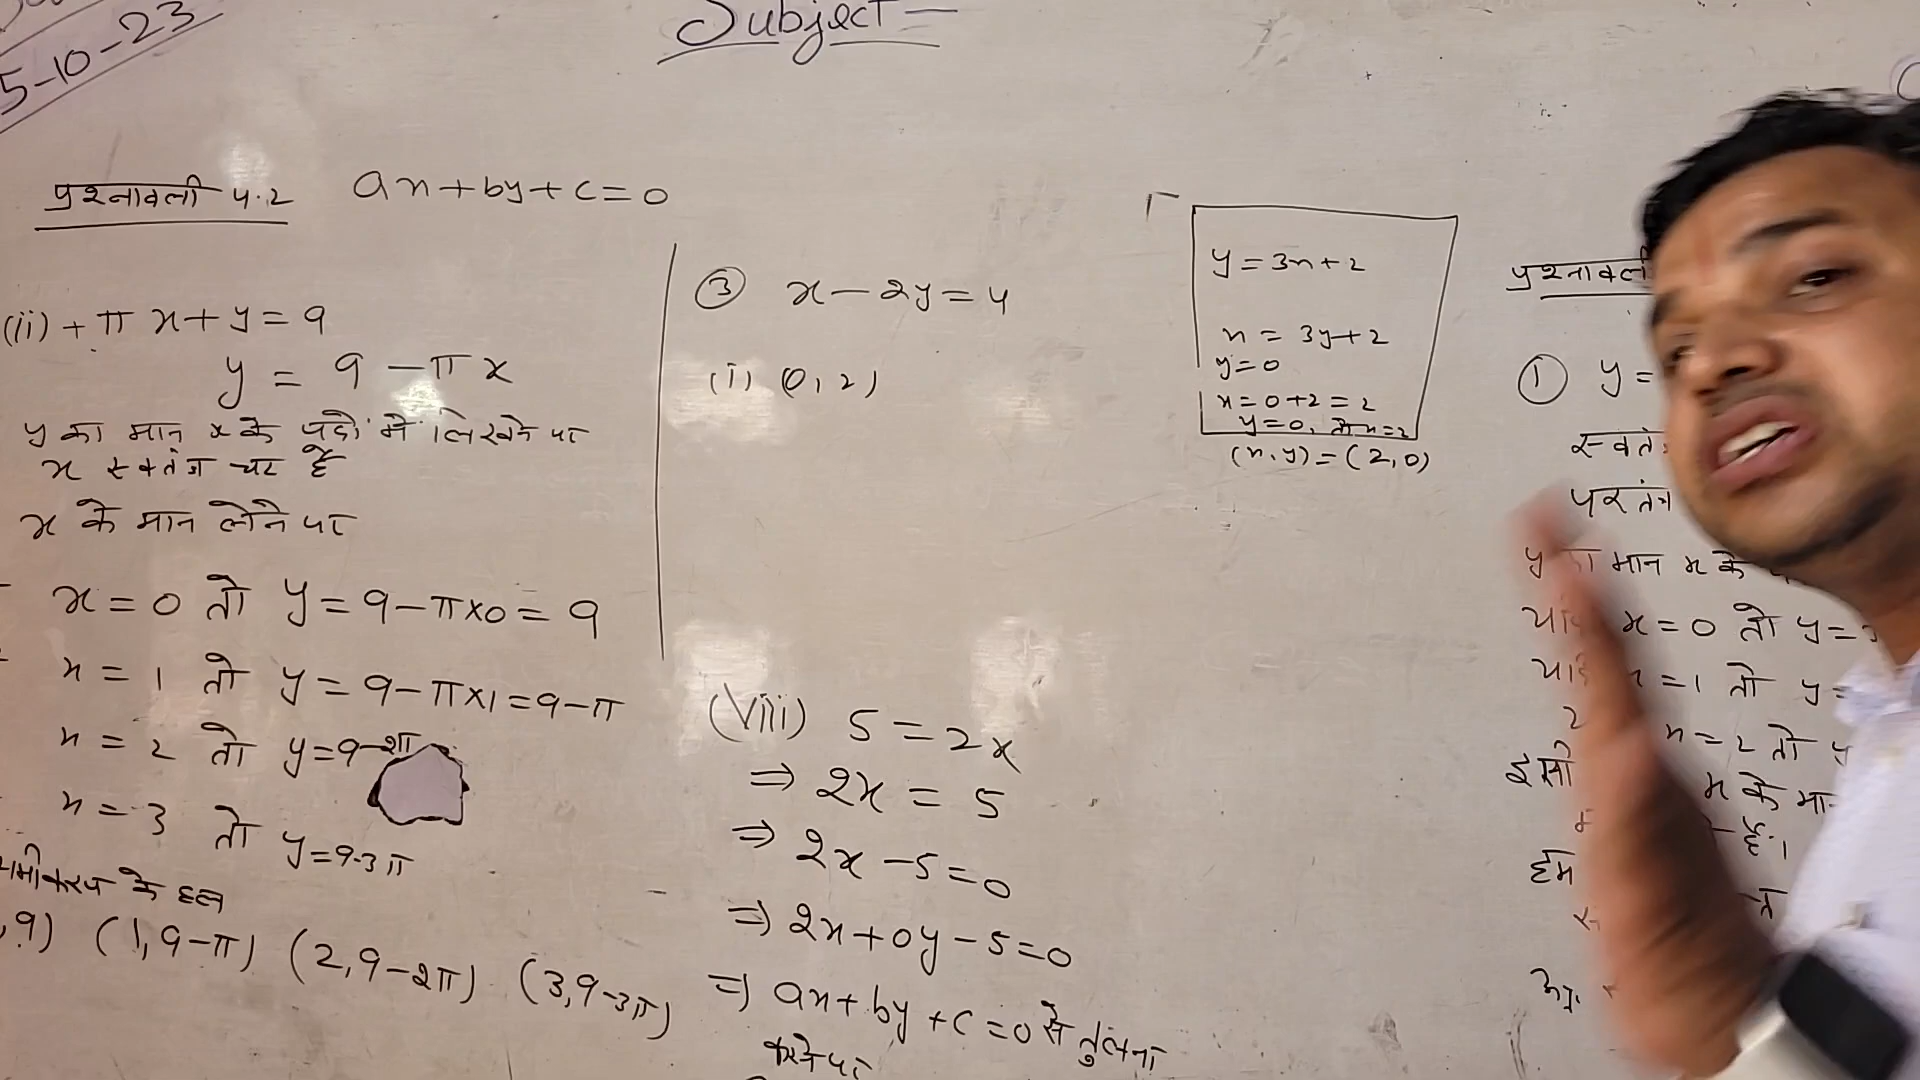 5-10-23
Subject —
प्रश्नावली 4.2 ax+by+c=0
(ii) + π x+y=9
y = 9 -π x
y का मान x के पदों में लिखने पर
x स्वतंत्र चर है
x के मान लेने पर
x=0 तो y=9-π×0=9
x=1 तो y=9-π×1=9-π
x=2 तो y=9-2π
x=3 तो y=9-3π
समीकरण के हल
,9) (1,9-π) (2,9-2π) (3,9-3π)
③ x-2y=4
(i) (0,2)
(viii) 5=2x
⇒ 2x = 5
⇒ 2x-5=0
⇒ 2x+0y-5=0
⇒ ax+by+c=0 से तुलना
करने पर
y=3x+2
x = 3y+2
y=0
x=0+2=2
y=0, x=2
(x,y)=(2,0)
प्रश्नावली
① y=
स्वतं
परतं
y का मान x के
x=0 तो y=
=1 तो y=
x=2 तो y
x के मा
है।
हम